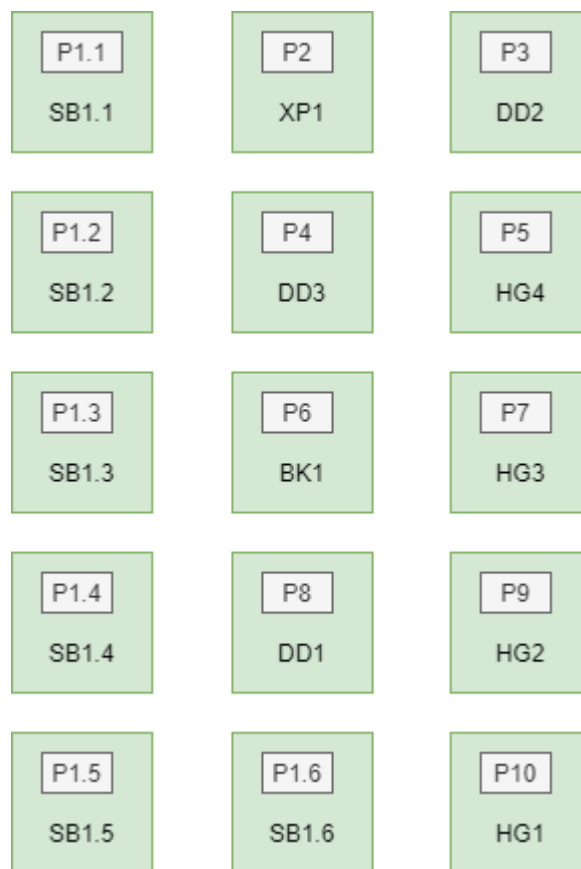 P1.1
SB1.1
P2
XP1
P3
DD2
P1.2
SB1.2
P4
DD3
P5
HG4
P1.3
SB1.3
P6
BK1
P7
HG3
P1.4
SB1.4
P8
DD1
P9
HG2
P1.5
SB1.5
P1.6
SB1.6
P10
HG1